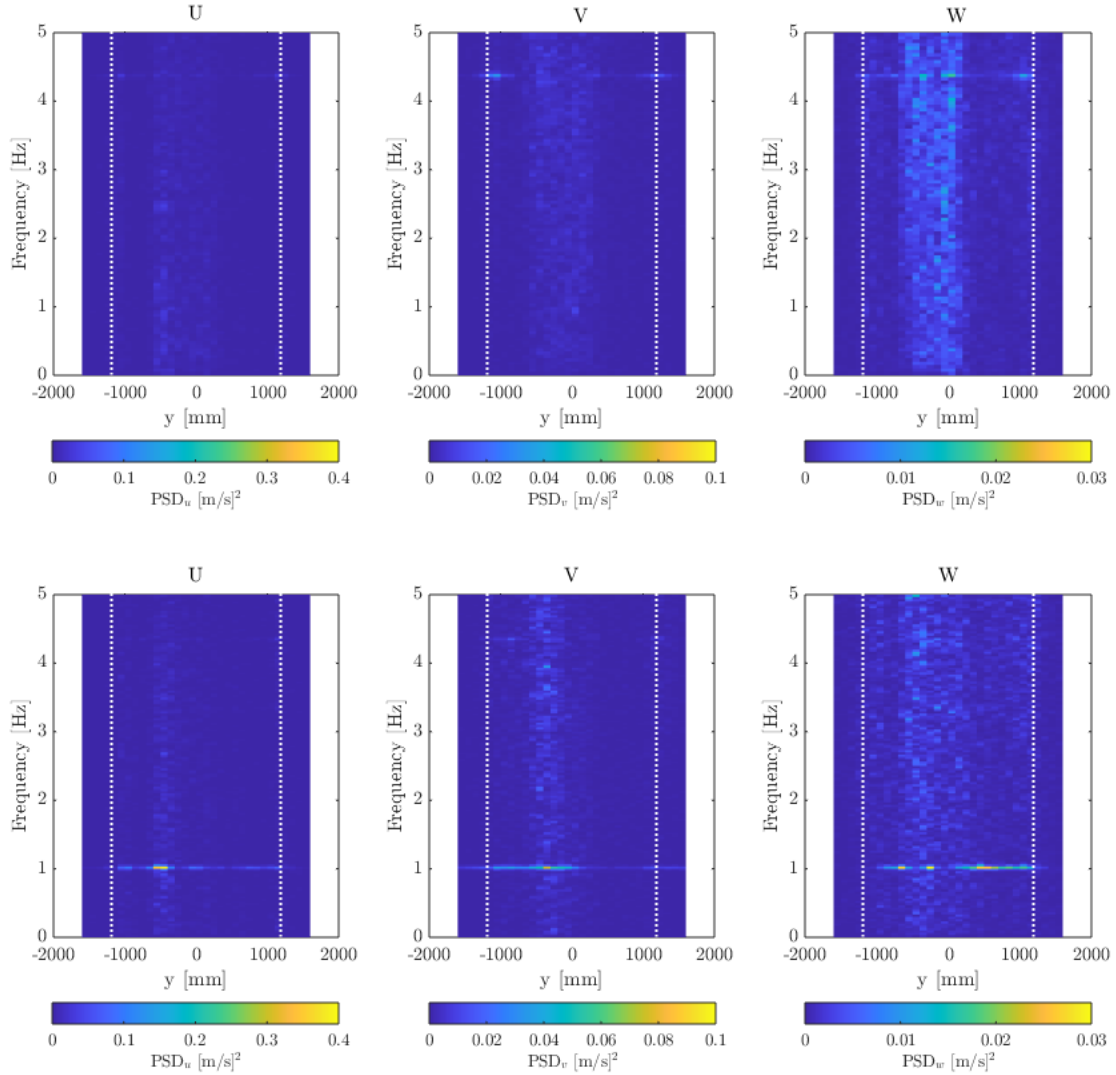 U V W
5 5 5
4 4 4
3 3 3
2 2 2
1 1 1
0 0 0
Frequency [Hz] Frequency [Hz] Frequency [Hz]
-2000 -1000 0 1000 2000 -2000 -1000 0 1000 2000 -2000 -1000 0 1000 2000
y [mm] y [mm] y [mm]
0 0.1 0.2 0.3 0.4 0 0.02 0.04 0.06 0.08 0.1 0 0.01 0.02 0.03
PSDᵤ [m/s]² PSDᵥ [m/s]² PSD_w [m/s]²
U V W
5 5 5
4 4 4
3 3 3
2 2 2
1 1 1
0 0 0
Frequency [Hz] Frequency [Hz] Frequency [Hz]
-2000 -1000 0 1000 2000 -2000 -1000 0 1000 2000 -2000 -1000 0 1000 2000
y [mm] y [mm] y [mm]
0 0.1 0.2 0.3 0.4 0 0.02 0.04 0.06 0.08 0.1 0 0.01 0.02 0.03
PSDᵤ [m/s]² PSDᵥ [m/s]² PSD_w [m/s]²